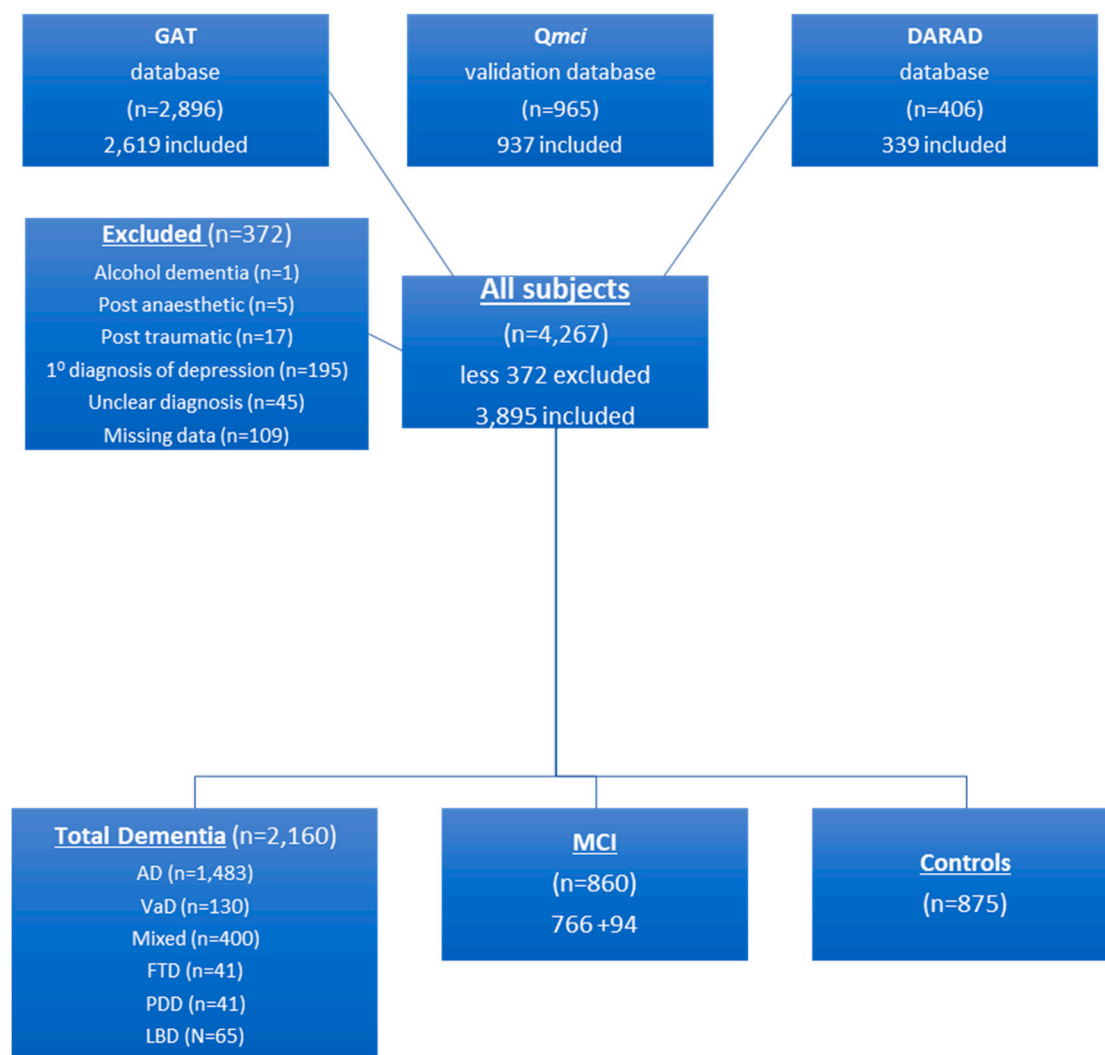 GAT
database
(n=2,896)
2,619 included
Qmci
validation database
(n=965)
937 included
DARAD
database
(n=406)
339 included
Excluded (n=372)
Alcohol dementia (n=1)
Post anaesthetic (n=5)
Post traumatic (n=17)
1⁰ diagnosis of depression (n=195)
Unclear diagnosis (n=45)
Missing data (n=109)
All subjects
(n=4,267)
less 372 excluded
3,895 included
Total Dementia (n=2,160)
AD (n=1,483)
VaD (n=130)
Mixed (n=400)
FTD (n=41)
PDD (n=41)
LBD (N=65)
MCI
(n=860)
766 +94
Controls
(n=875)